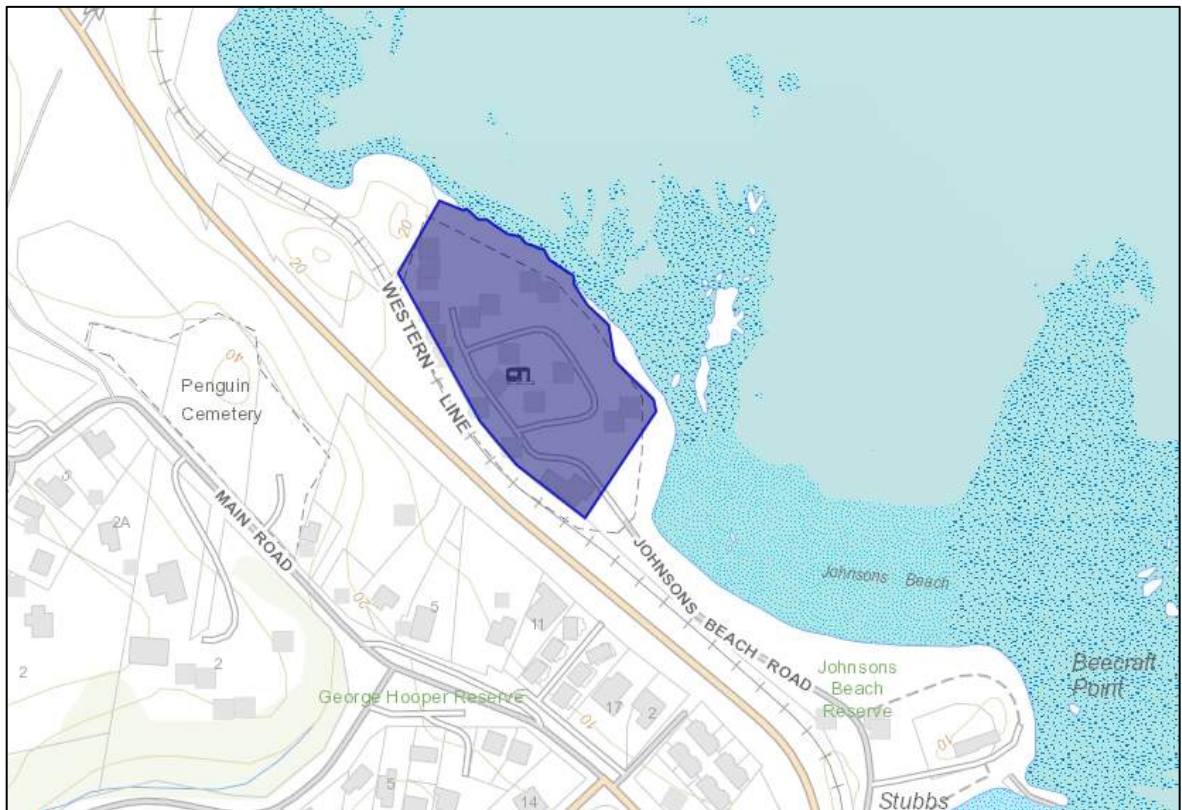 20
20
WESTERN LINE
40
Penguin
Cemetery
6
5
2A
MAIN ROAD
JOHNSONS BEACH ROAD
Johnsons Beach
20
5
11
2
2
Johnsons
Beach
Reserve
Beecraft
Point
George Hooper Reserve
10
17
2
10
5
14
Stubbs